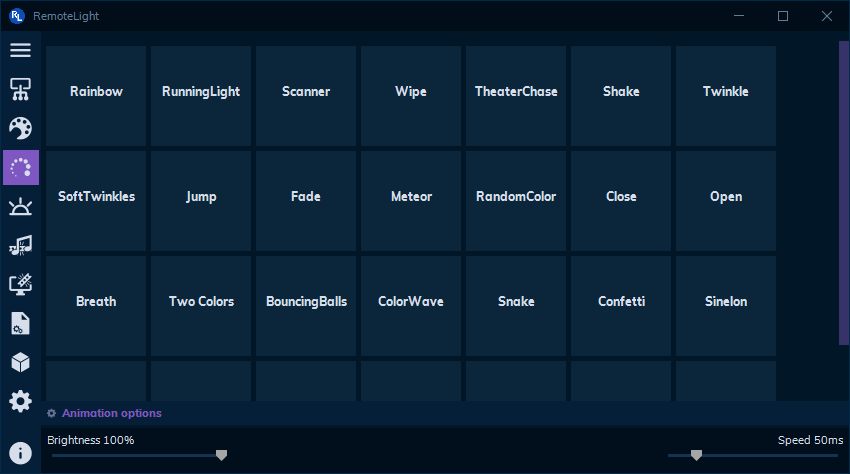 RL RemoteLight
Rainbow RunningLight Scanner Wipe TheaterChase Shake Twinkle
SoftTwinkles Jump Fade Meteor RandomColor Close Open
Breath Two Colors BouncingBalls ColorWave Snake Confetti Sinelon
Animation options
Brightness 100% Speed 50ms